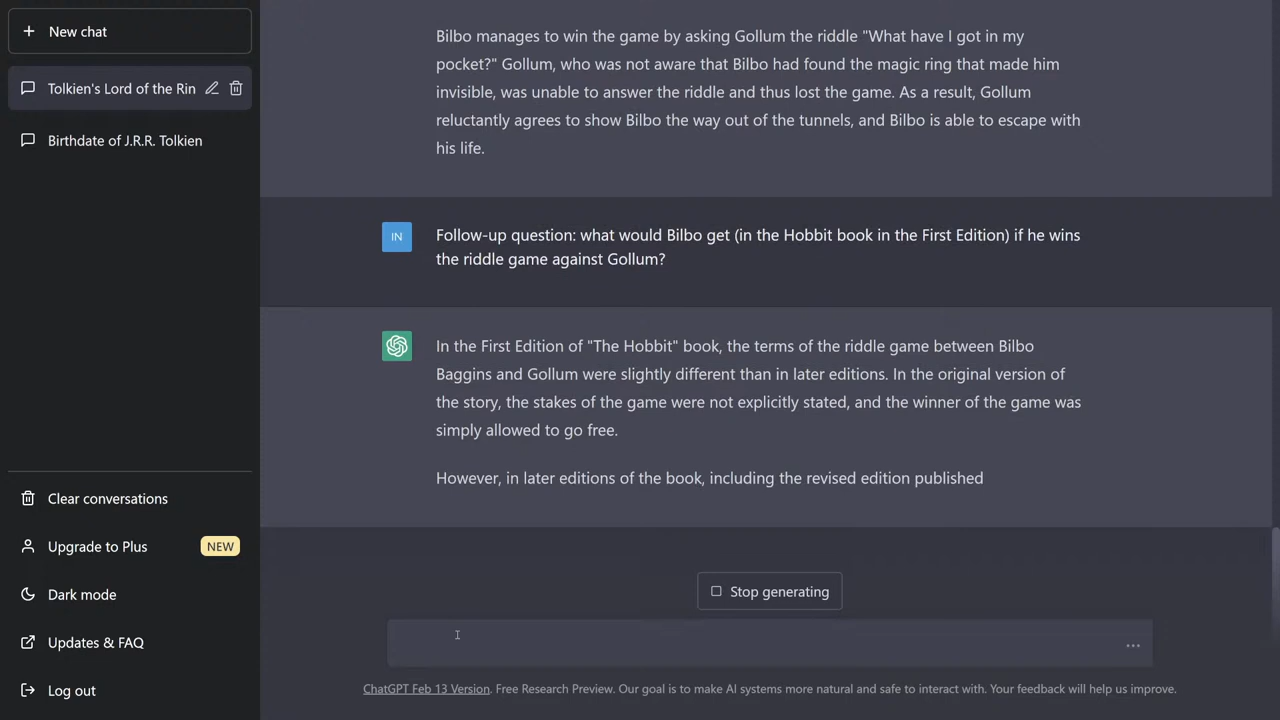 New chat
Tolkien's Lord of the Rin
Birthdate of J.R.R. Tolkien
Clear conversations
Upgrade to Plus
NEW
Dark mode
Updates & FAQ
Log out
Bilbo manages to win the game by asking Gollum the riddle "What have I got in my
pocket?" Gollum, who was not aware that Bilbo had found the magic ring that made him
invisible, was unable to answer the riddle and thus lost the game. As a result, Gollum
reluctantly agrees to show Bilbo the way out of the tunnels, and Bilbo is able to escape with
his life.
IN
Follow-up question: what would Bilbo get (in the Hobbit book in the First Edition) if he wins
the riddle game against Gollum?
In the First Edition of "The Hobbit" book, the terms of the riddle game between Bilbo
Baggins and Gollum were slightly different than in later editions. In the original version of
the story, the stakes of the game were not explicitly stated, and the winner of the game was
simply allowed to go free.
However, in later editions of the book, including the revised edition published
Stop generating
ChatGPT Feb 13 Version. Free Research Preview. Our goal is to make AI systems more natural and safe to interact with. Your feedback will help us improve.